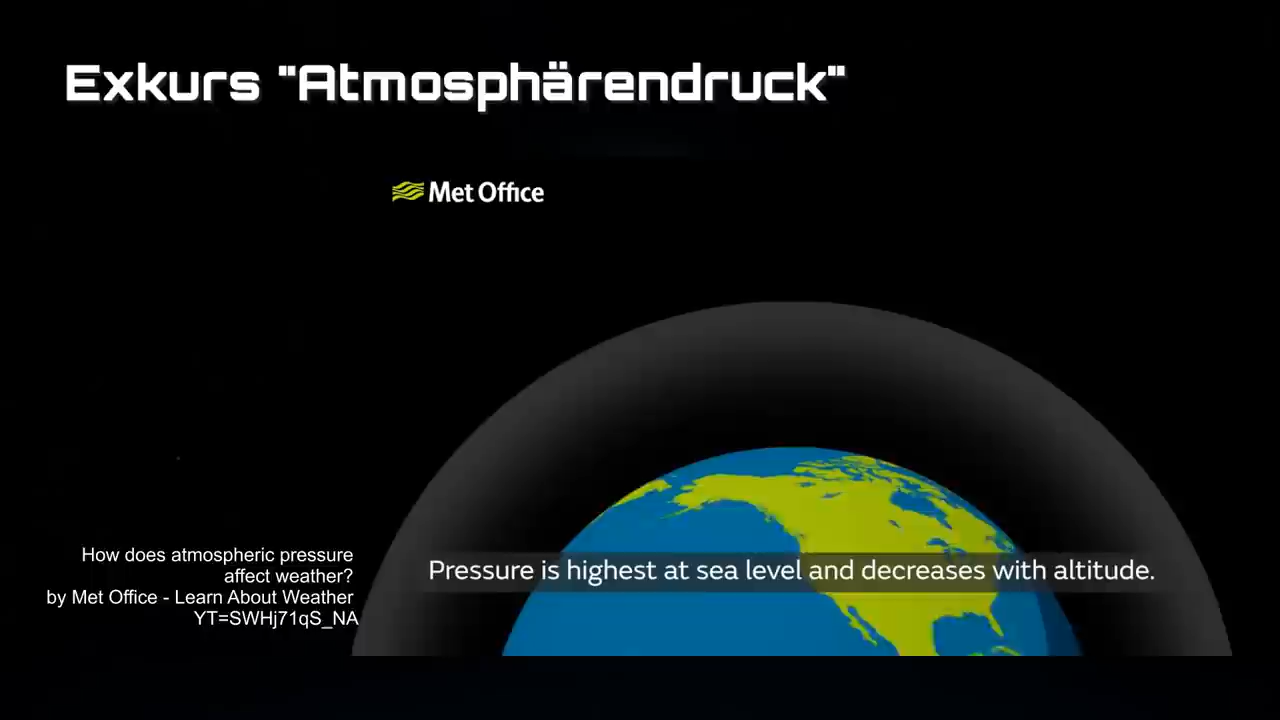 Exkurs "Atmosphärendruck"
Met Office
Pressure is highest at sea level and decreases with altitude.
How does atmospheric pressure
affect weather?
by Met Office - Learn About Weather
YT=SWHj71qS_NA